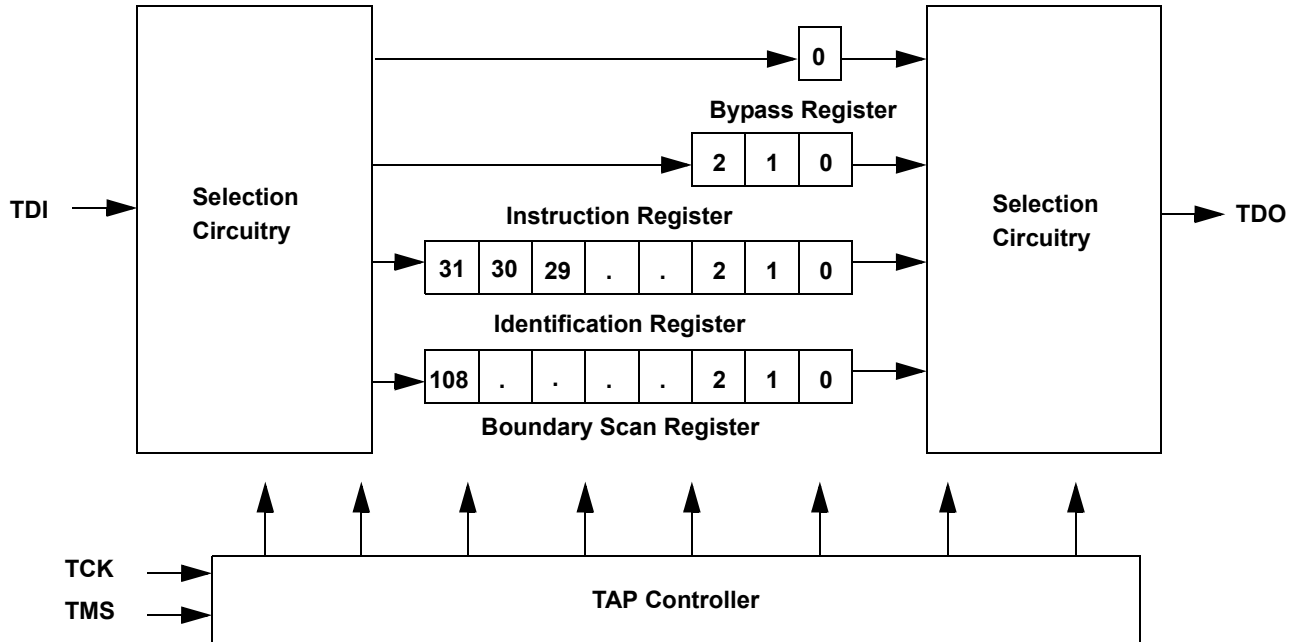 0
Bypass Register
2 1 0
TDI
Selection
Circuitry
Instruction Register
Selection
Circuitry
TDO
31 30 29 . . 2 1 0
Identification Register
108 . . . . 2 1 0
Boundary Scan Register
TCK
TMS
TAP Controller